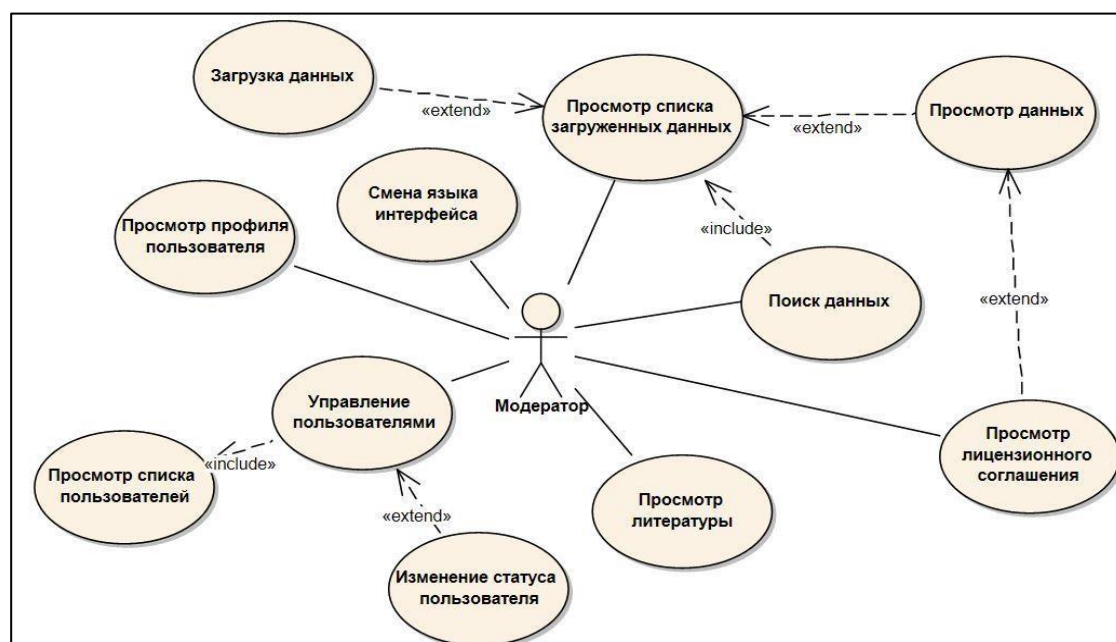 Загрузка данных
«extend»
Просмотр списка
загруженных данных
«extend»
Просмотр данных
Смена языка
интерфейса
Просмотр профиля
пользователя
«include»
Поиск данных
«extend»
Модератор
Управление
пользователями
«include»
Просмотр списка
пользователей
«extend»
Изменение статуса
пользователя
Просмотр
литературы
Просмотр
лицензионного
соглашения